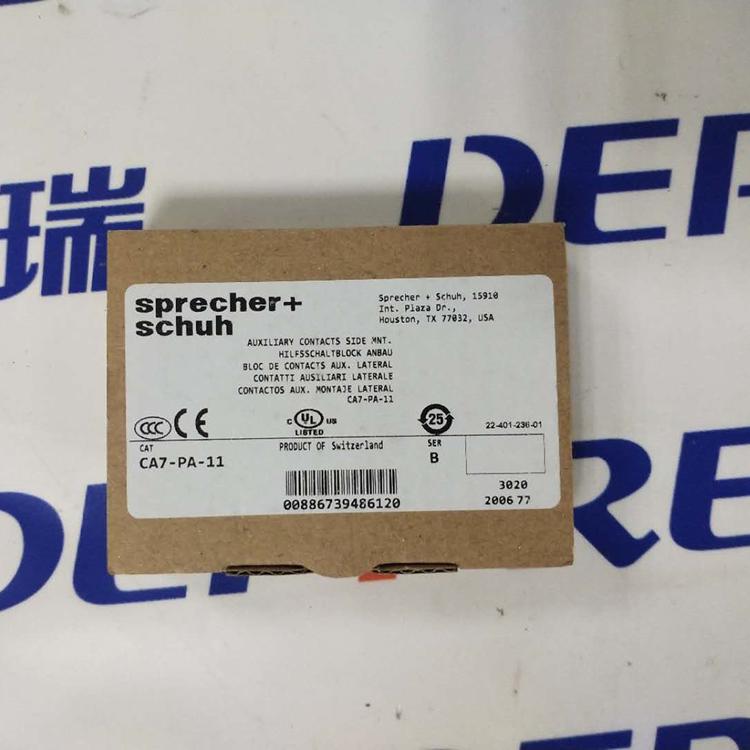 DEF
瑞
sprecher+
schuh
Sprecher + Schuh, 15910
Int. Plaza Dr.,
Houston, TX 77032, USA
AUXILIARY CONTACTS SIDE MNT.
HILFSSCHALTBLOCK ANBAU
BLOC DE CONTACTS AUX. LATERAL
CONTATTI AUSILIARI LATERALE
CONTACTOS AUX. MONTAJE LATERAL
CA7-PA-11
CCC CE
C UL US
LISTED
25
22-401-236-01
CAT
CA7-PA-11
PRODUCT OF Switzerland
SER
B
00886739486120
3020
2006 77
DEF RE